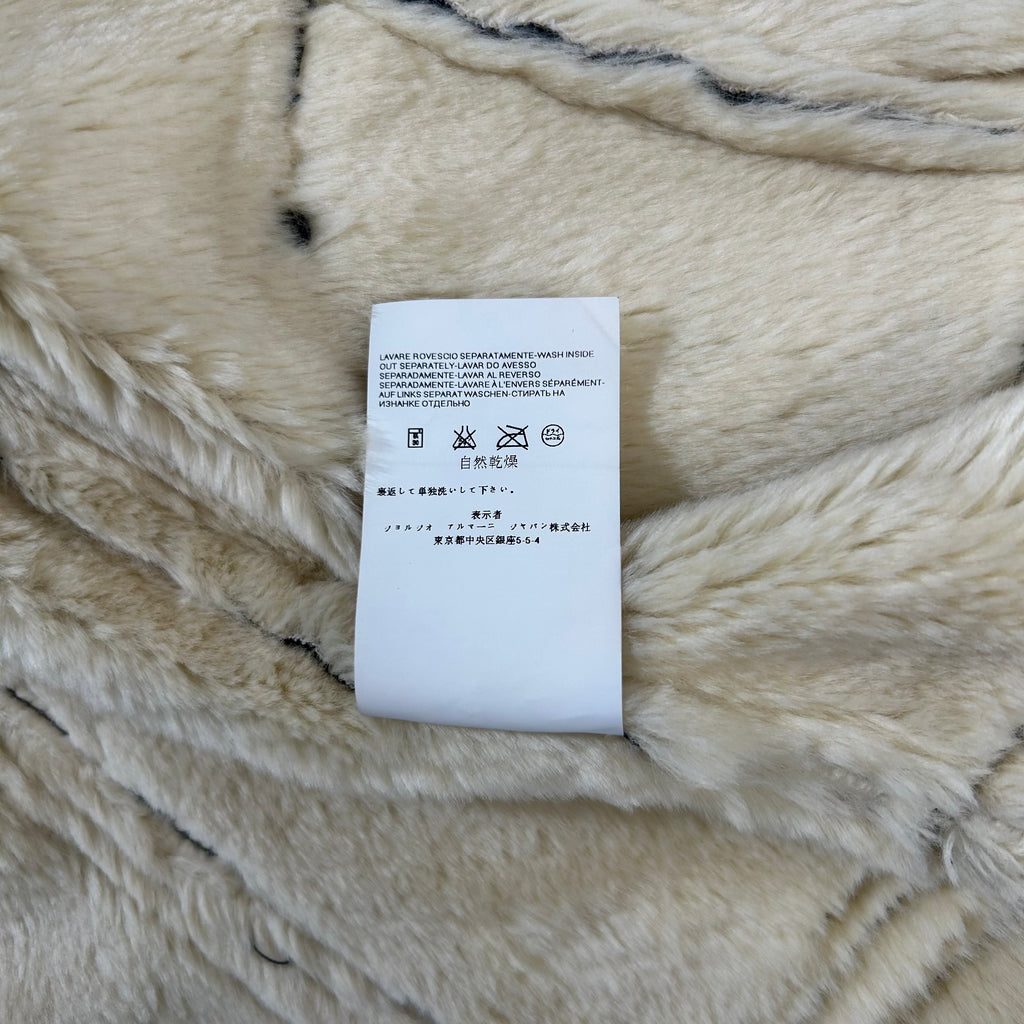 LAVARE ROVESCIO SEPARATAMENTE-WASH INSIDE
OUT SEPARATELY-LAVAR DO AVESSO
SEPARADAMENTE-LAVAR AL REVERSO
SEPARADAMENTE-LAVARE À L'ENVERS SÉPARÉMENT-
AUF LINKS SEPARAT WASCHEN-СТИРАТЬ НА
ИЗНАНКЕ ОТДЕЛЬНО
ドライ
自然乾燥
裏返して単独洗いして下さい。
表示者
ジョルジオ アルマーニ ジャパン株式会社
東京都中央区銀座5-5-4